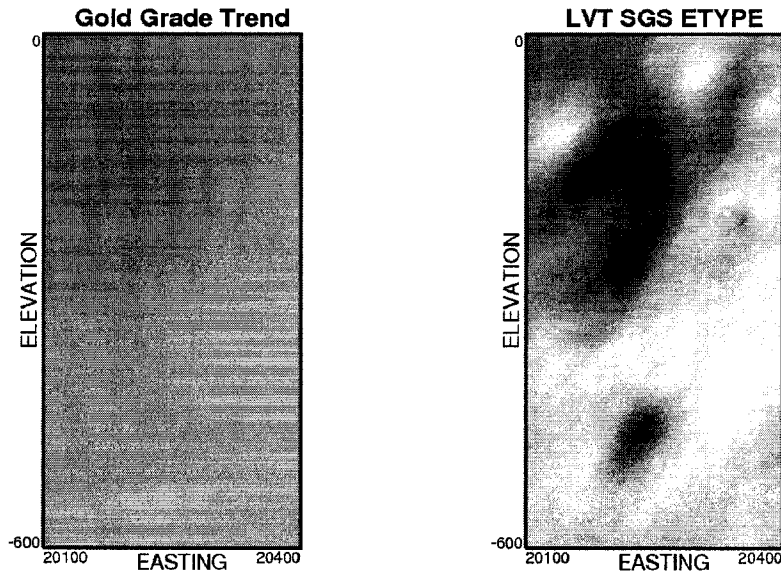 Gold Grade Trend
0
ELEVATION
-600
20100
EASTING
20400
LVT SGS ETYPE
0
ELEVATION
-600
20100
EASTING
20400